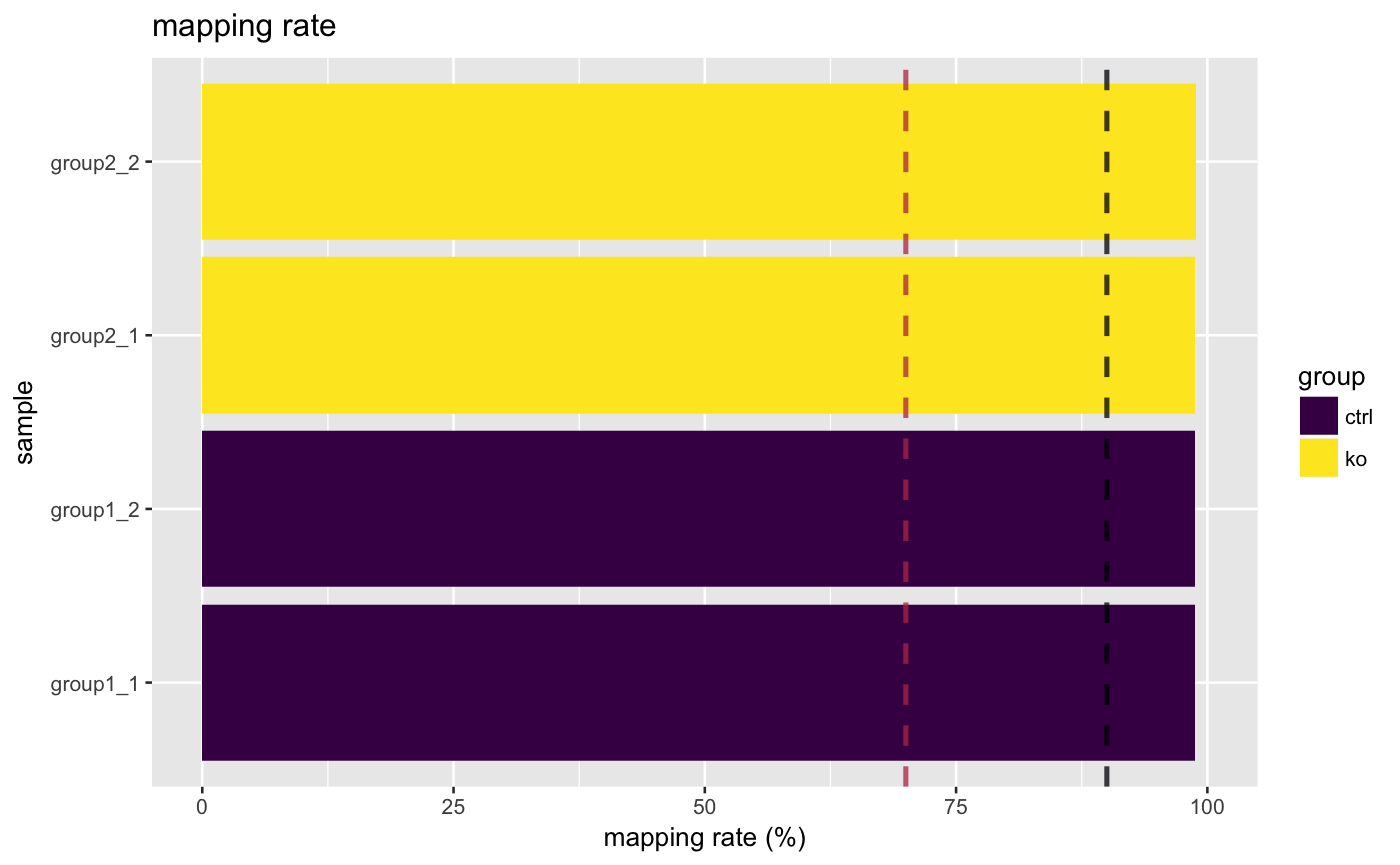 mapping rate
group2_2
group2_1
group1_2
group1_1
sample
0 25 50 75 100
mapping rate (%)
group
ctrl
ko